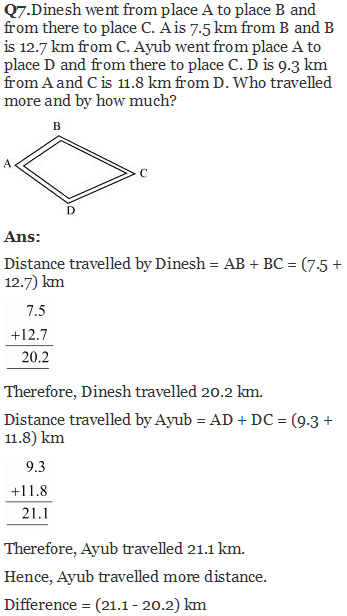 Q7.Dinesh went from place A to place B and
from there to place C. A is 7.5 km from B and B
is 12.7 km from C. Ayub went from place A to
place D and from there to place C. D is 9.3 km
from A and C is 11.8 km from D. Who travelled
more and by how much?
B
A
C
D
Ans:
Distance travelled by Dinesh = AB + BC = (7.5 +
12.7) km
7.5
+12.7
20.2
Therefore, Dinesh travelled 20.2 km.
Distance travelled by Ayub = AD + DC = (9.3 +
11.8) km
9.3
+11.8
21.1
Therefore, Ayub travelled 21.1 km.
Hence, Ayub travelled more distance.
Difference = (21.1 - 20.2) km